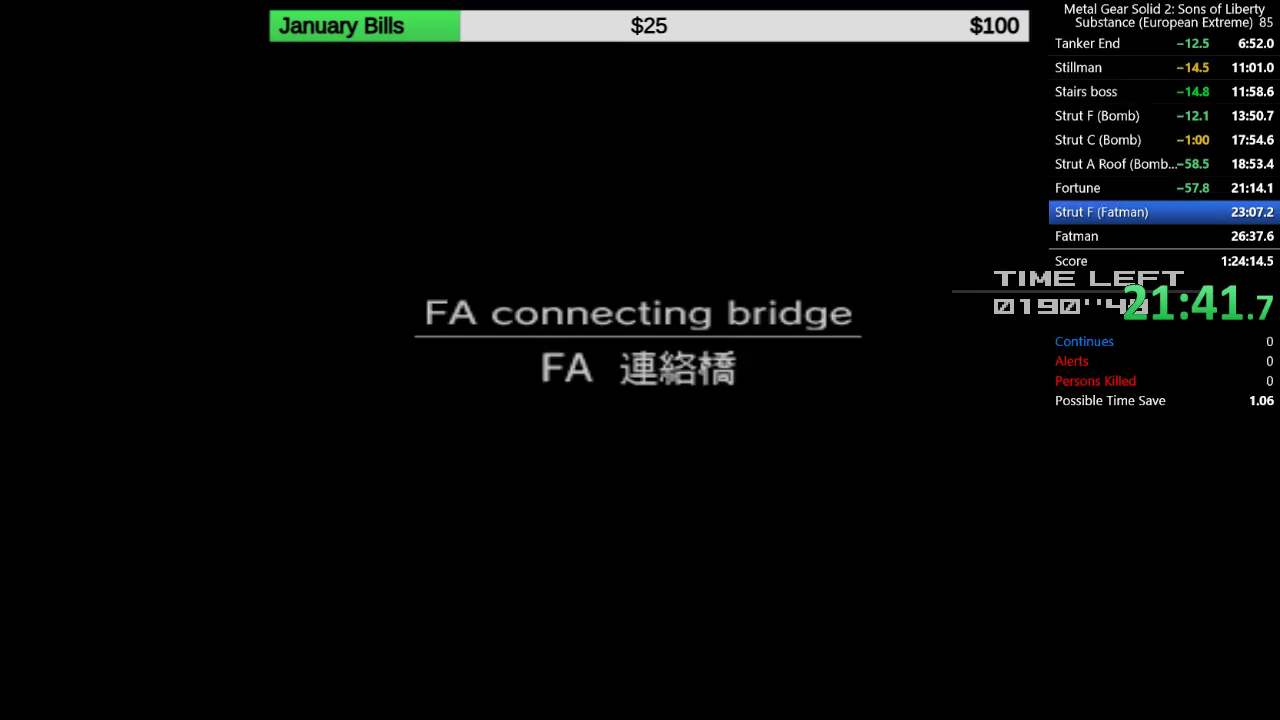 January Bills $25 $100
Metal Gear Solid 2: Sons of Liberty
Substance (European Extreme) 85
Tanker End -12.5 6:52.0
Stillman -14.5 11:01.0
Stairs boss -14.8 11:58.6
Strut F (Bomb) -12.1 13:50.7
Strut C (Bomb) -1:00 17:54.6
Strut A Roof (Bomb... -58.5 18:53.4
Fortune -57.8 21:14.1
Strut F (Fatman) 23:07.2
Fatman 26:37.6
Score 1:24:14.5
TIME LEFT
21:41.7
FA connecting bridge
FA 連絡橋
Continues 0
Alerts 0
Persons Killed 0
Possible Time Save 1.06